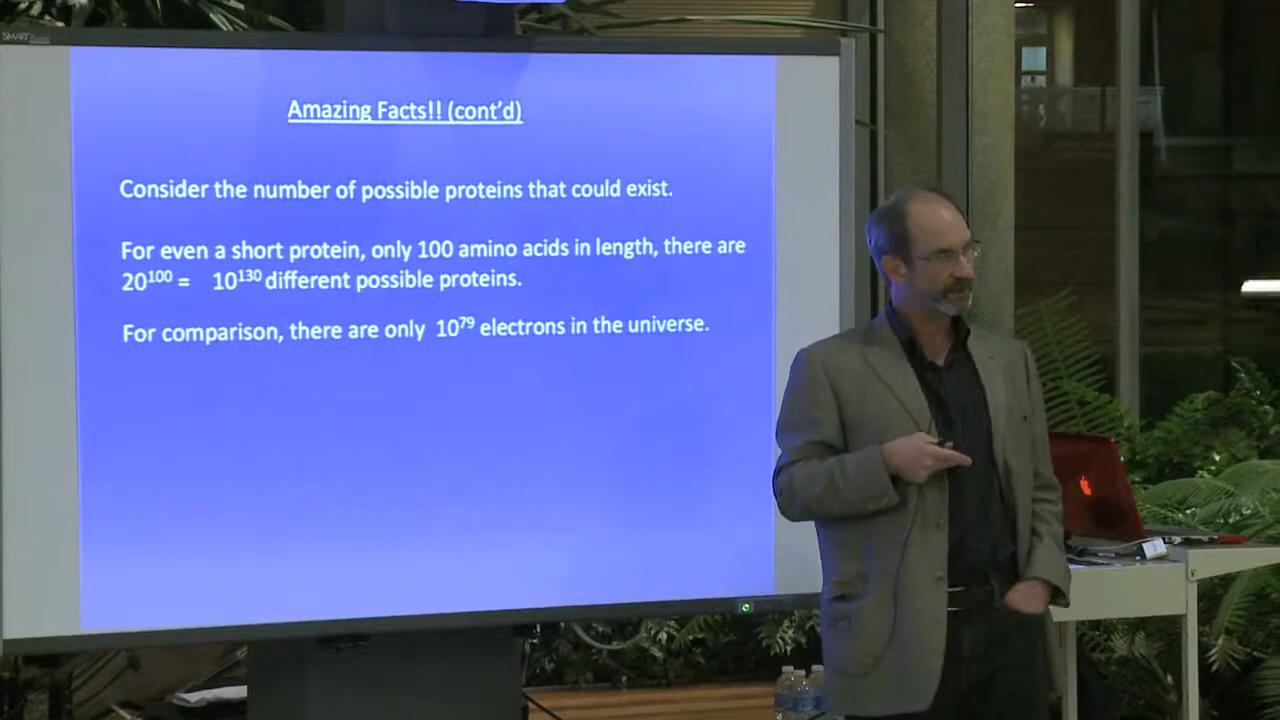 SMART
Amazing Facts!! (cont'd)
Consider the number of possible proteins that could exist.
For even a short protein, only 100 amino acids in length, there are
20¹⁰⁰ = 10¹³⁰ different possible proteins.
For comparison, there are only 10⁷⁹ electrons in the universe.